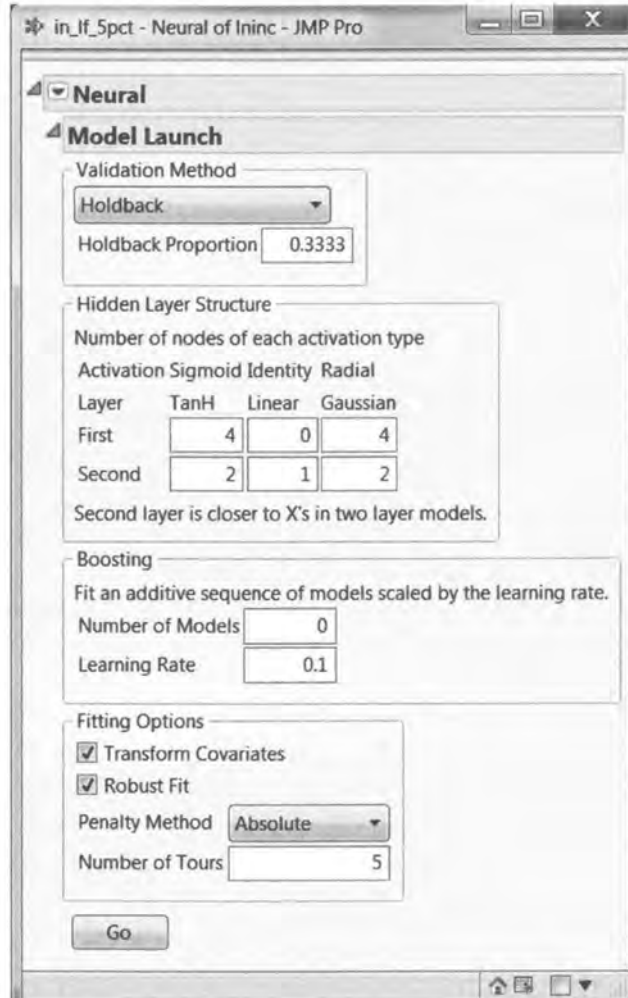 in_lf_5pct - Neural of lninc - JMP Pro
Neural
Model Launch
Validation Method
Holdback
Holdback Proportion 0.3333
Hidden Layer Structure
Number of nodes of each activation type
Activation Sigmoid Identity Radial
Layer TanH Linear Gaussian
First 4 0 4
Second 2 1 2
Second layer is closer to X's in two layer models.
Boosting
Fit an additive sequence of models scaled by the learning rate.
Number of Models 0
Learning Rate 0.1
Fitting Options
Transform Covariates
Robust Fit
Penalty Method Absolute
Number of Tours 5
Go